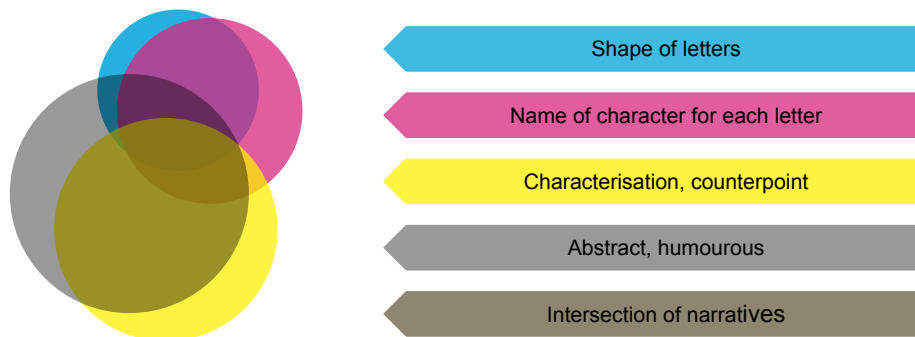 Shape of letters
Name of character for each letter
Characterisation, counterpoint
Abstract, humourous
Intersection of narratives